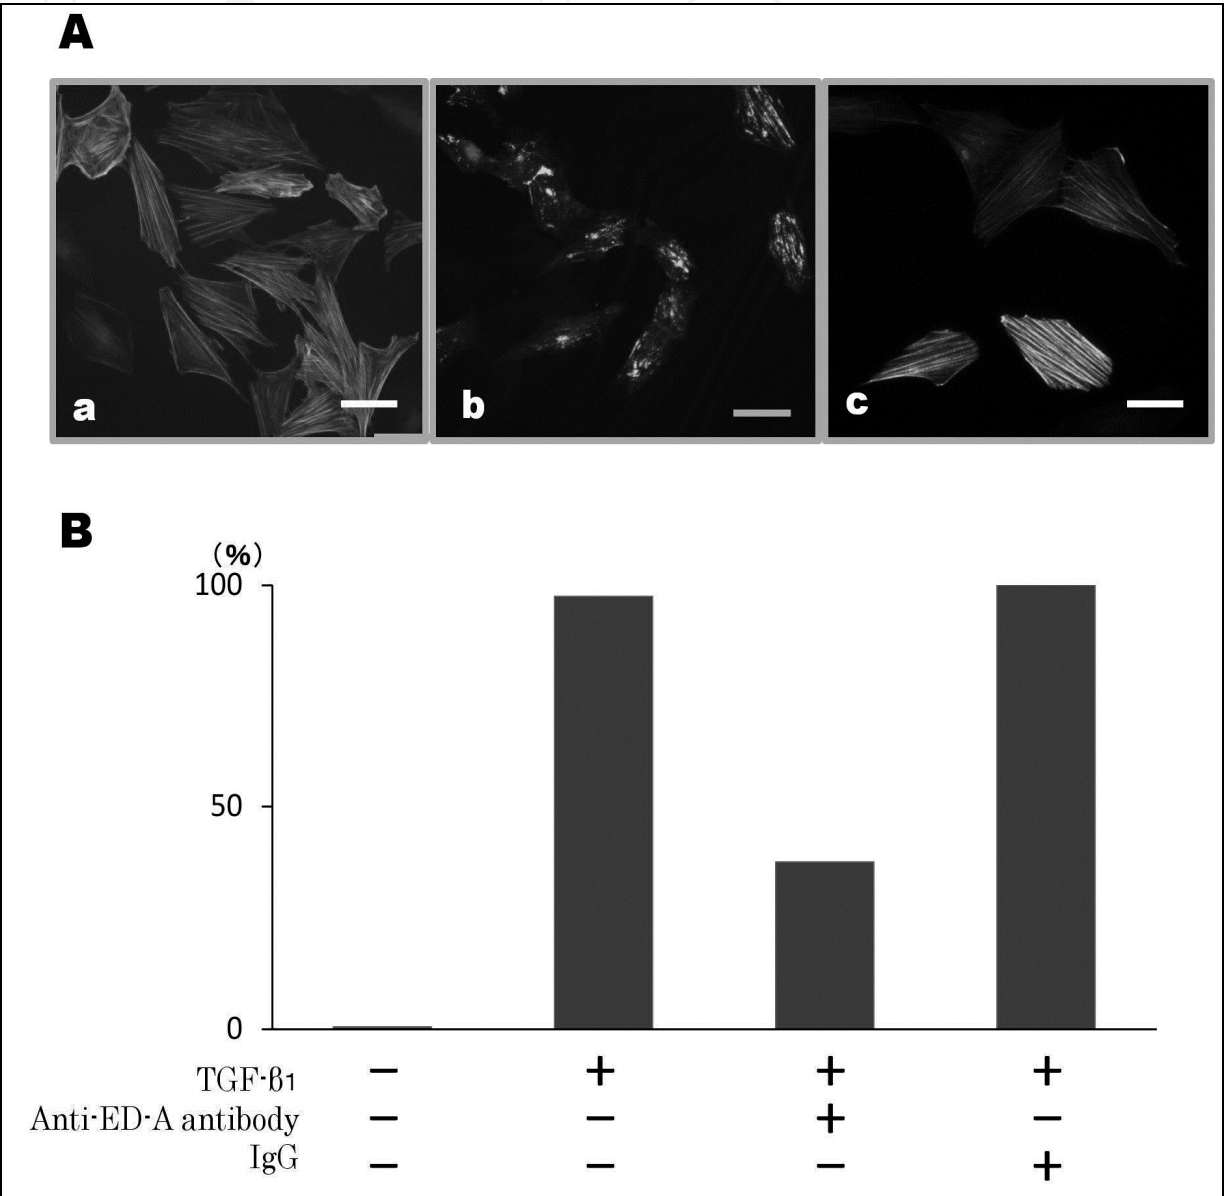 A
a
b
c
B
(%)
100
50
0
TGF-β1 − + + +
Anti-ED-A antibody − − + −
IgG − − − +